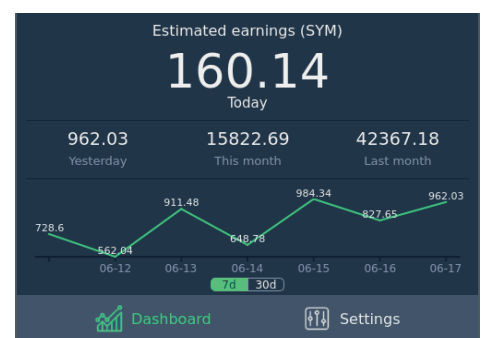 Estimated earnings (SYM)
160.14
Today
962.03 15822.69 42367.18
Yesterday This month Last month
728.6 562.04 911.48 648.78 984.34 827.65 962.03
06-12 06-13 06-14 06-15 06-16 06-17
7d 30d
Dashboard Settings